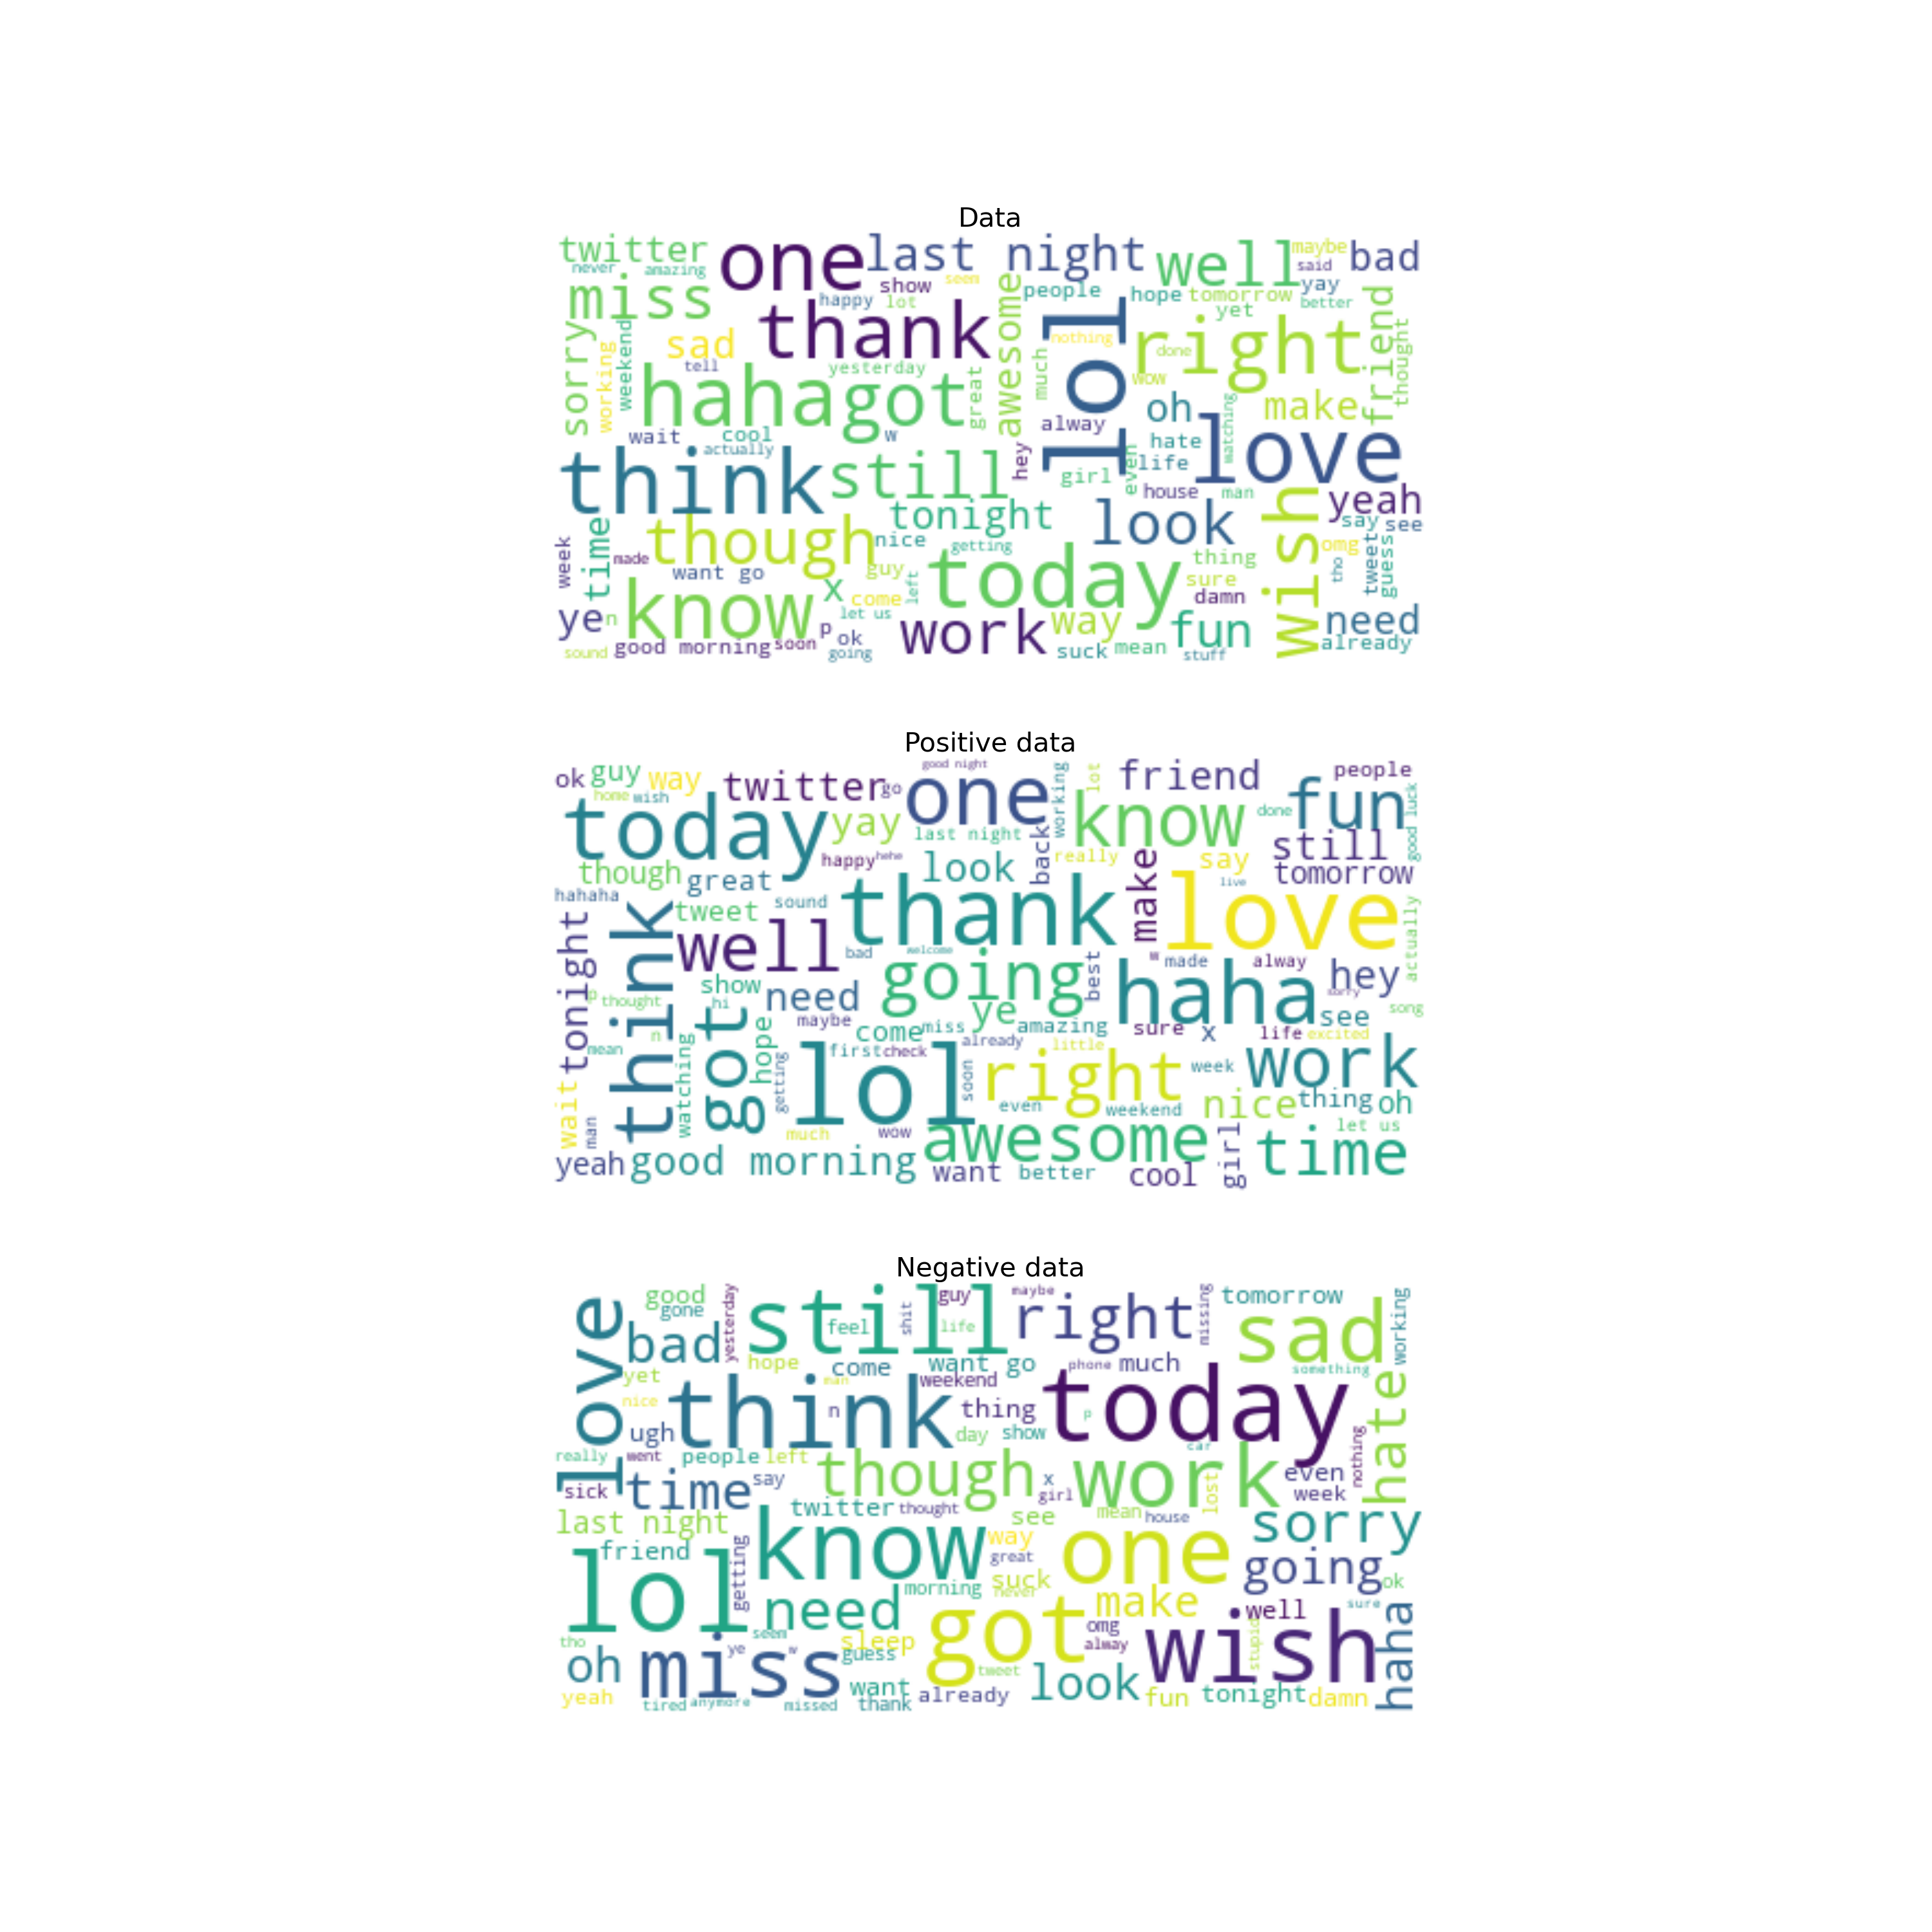 Data
twitter one last night well maybe bad
never amazing show seem people hope tomorrow said yay better
miss happy lot awesome yet friend
sorry working weekend sad thank lol nothing right done thought
tell yesterday great much wow
haha got oh watching make
wait cool actually w alway hate love
think still hey girl even life house man yeah
tonight look wish say see
week time made though nice getting thing omg tho tweet guess
want go guy left today sure
know x come let us damn
ye n p ok work way fun need
sound good morning soon going suck mean stuff already
Positive data
ok guy way twitter go good night one working lot friend people
home wish know done fun good luck
today yay last night back still
though great happy hehe look really make say tomorrow
hahaha tweet sound thank live love actually
tonight think well bad welcome going best w made alway hey
p thought show hi need ye haha sorry song
n maybe come miss amazing sure x see
mean watching got hope getting first check already little life excited
lol soon right week work
wait man even weekend nice thing oh
much wow awesome girl let us time
yeah good morning want better cool
Negative data
love good gone yesterday still guy maybe right missing tomorrow sad working
bad feel shit life
yet hope come want go phone much something hate
nice man weekend today
ugh think n thing p
really went people left day show car nothing
sick time say though x girl work lost even week
last night twitter thought see mean house sorry
friend know way great one going
lol getting need morning suck never make ok
got omg well sure haha
tho seem sleep alway wish stupid
oh miss ye w guess tweet look
yeah tired anymore missed want thank already fun tonight damn